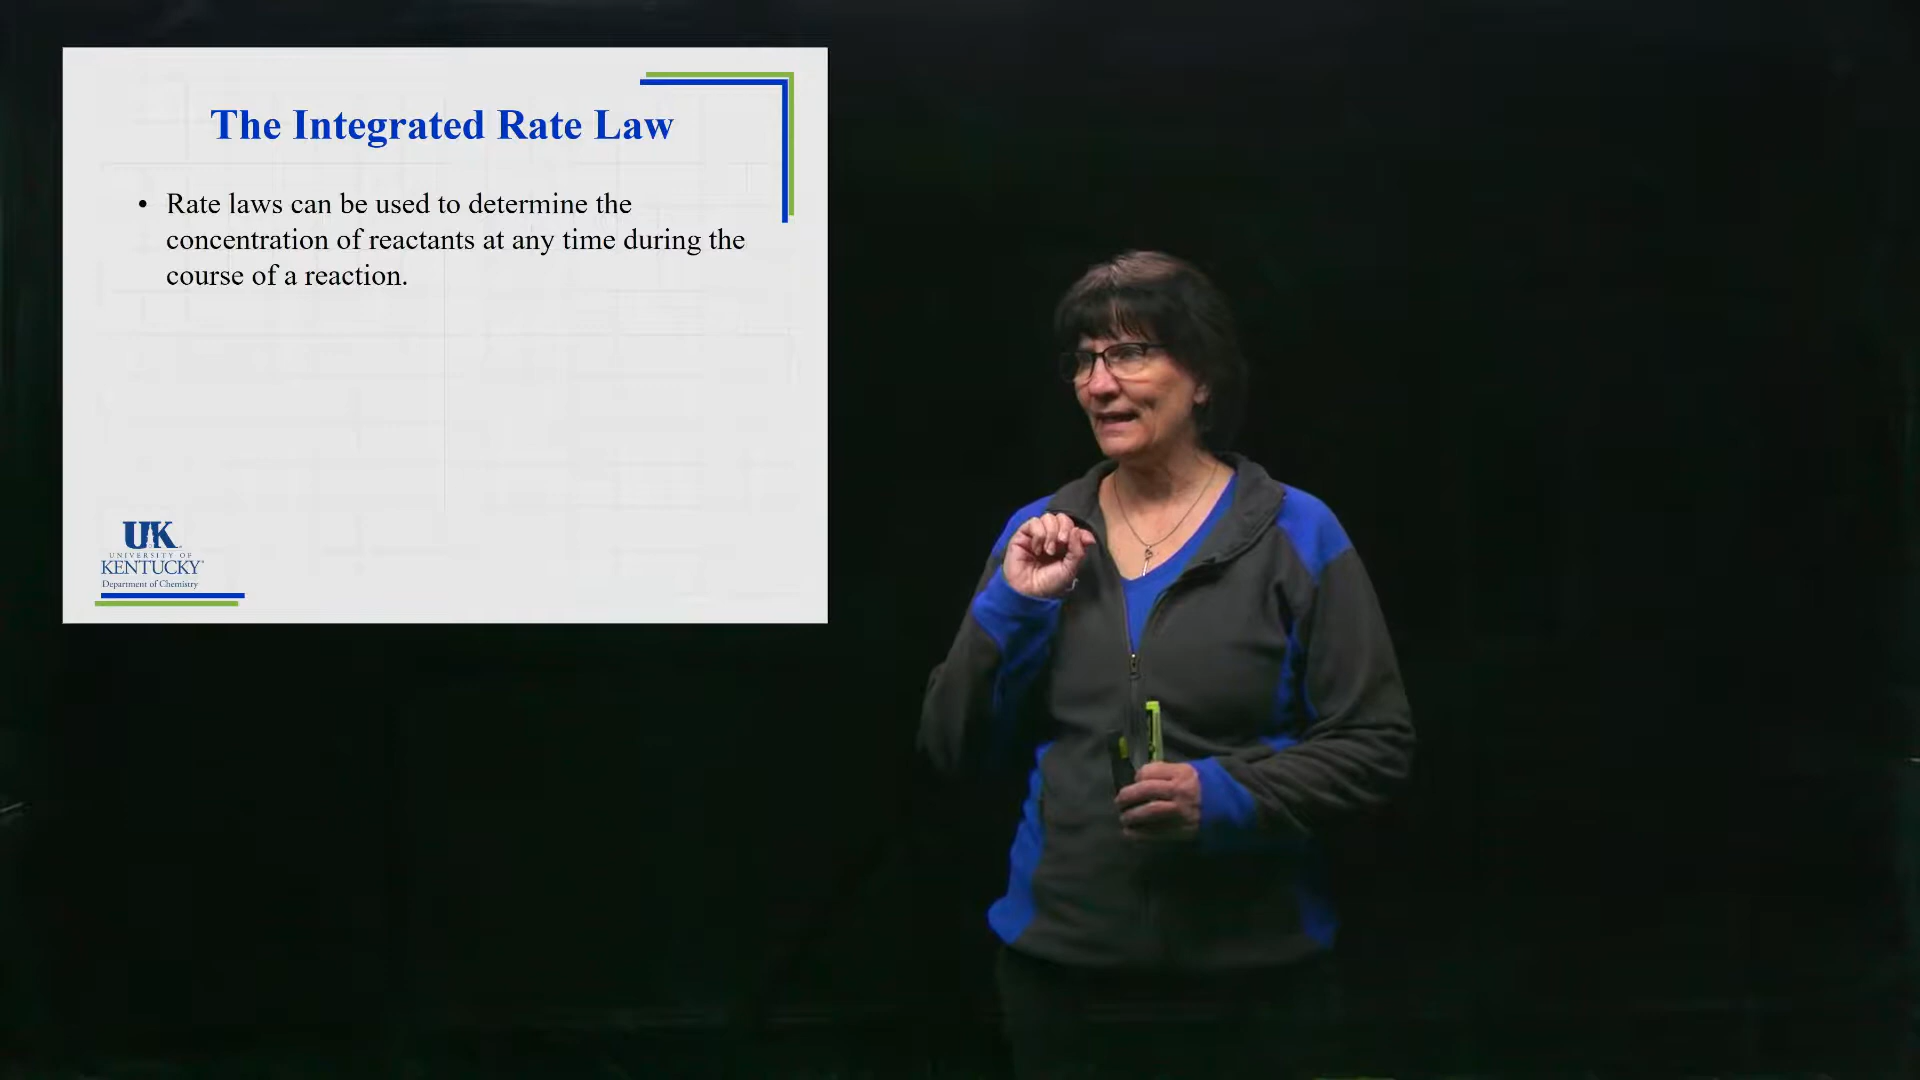 The Integrated Rate Law
• Rate laws can be used to determine the
concentration of reactants at any time during the
course of a reaction.
UK
UNIVERSITY OF
KENTUCKY
Department of Chemistry